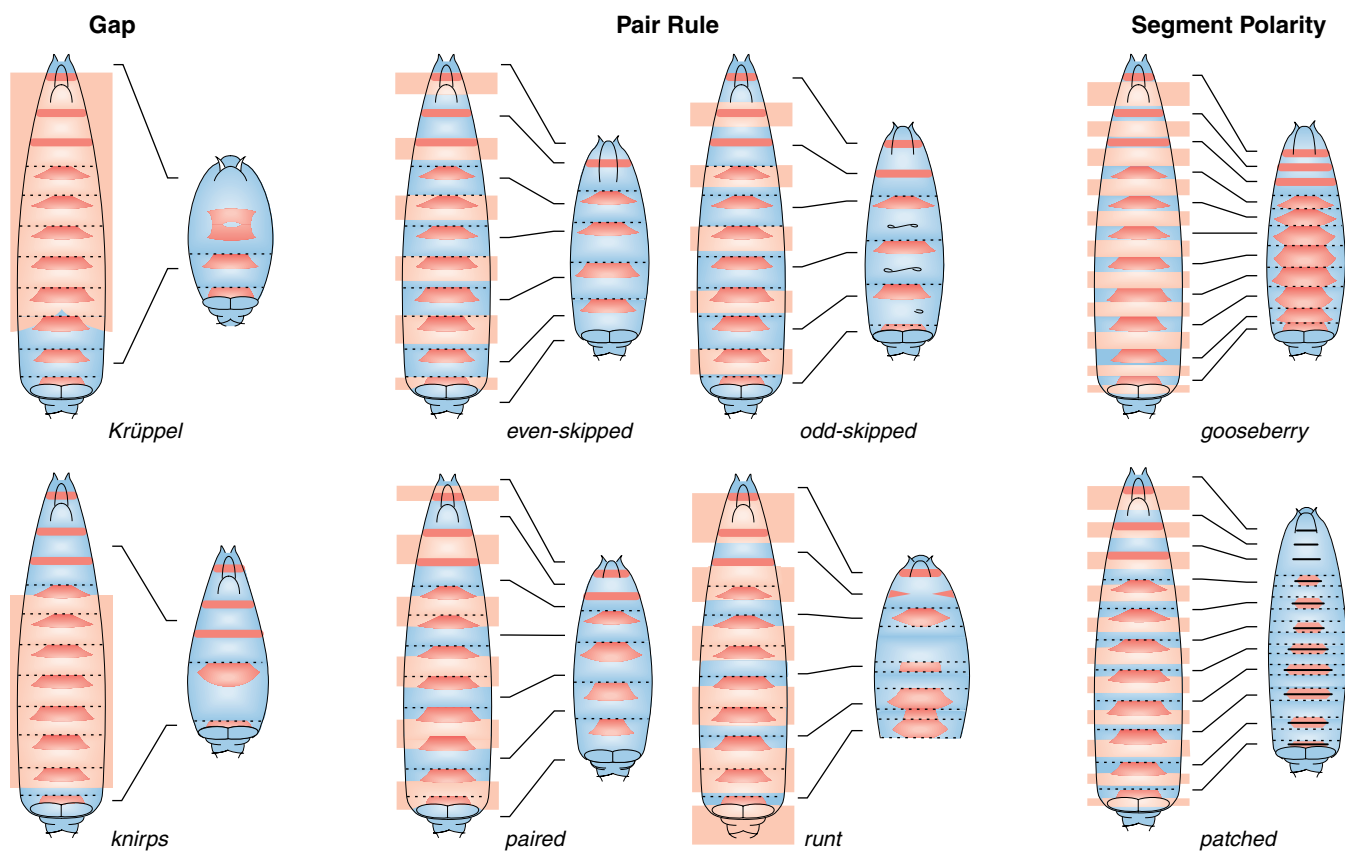 Gap
Pair Rule
Segment Polarity
Krüppel
even-skipped
odd-skipped
gooseberry
knirps
paired
runt
patched